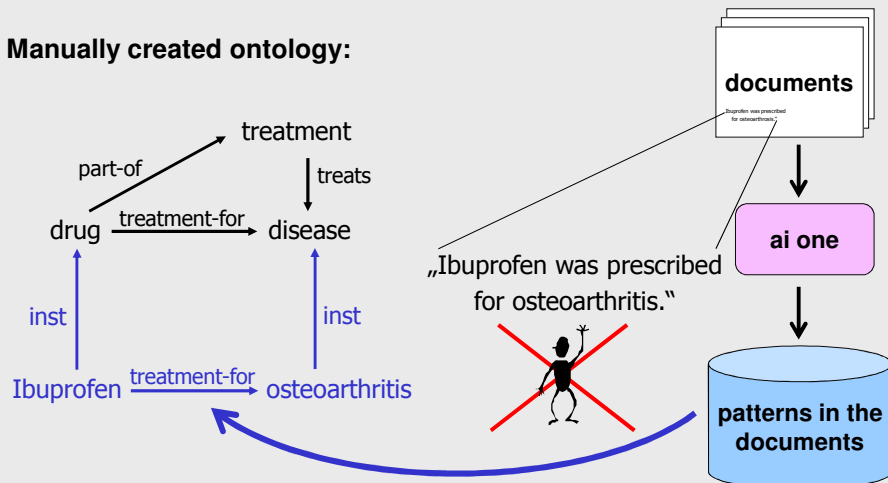 Manually created ontology:
documents
Ibuprofen was prescribed
for osteoarthrosis.“
treatment
part-of
treats
drug
treatment-for
disease
ai one
„Ibuprofen was prescribed
for osteoarthritis.“
inst
inst
Ibuprofen
treatment-for
osteoarthritis
patterns in the
documents